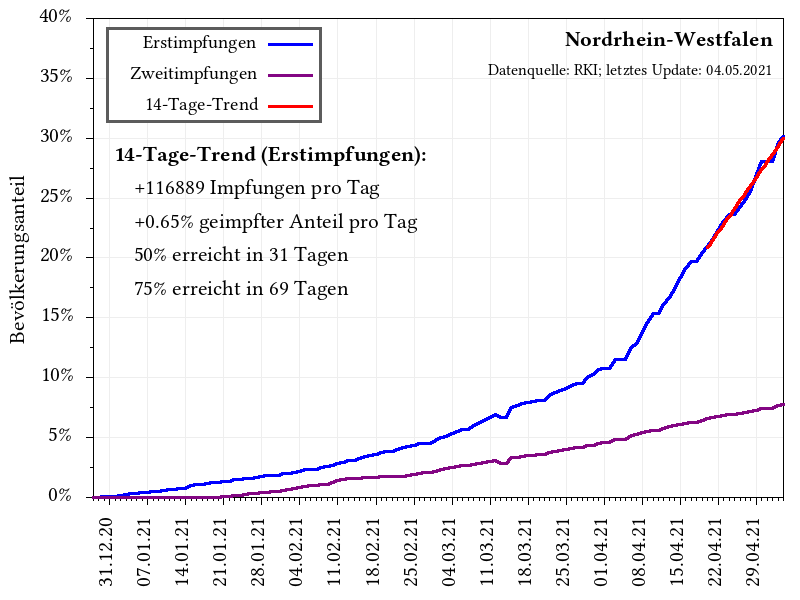 40%
35%
30%
25%
20%
15%
10%
5%
0%
Bevölkerungsanteil
Erstimpfungen
Zweitimpfungen
14-Tage-Trend
Nordrhein-Westfalen
Datenquelle: RKI; letztes Update: 04.05.2021
14-Tage-Trend (Erstimpfungen):
+116889 Impfungen pro Tag
+0.65% geimpfter Anteil pro Tag
50% erreicht in 31 Tagen
75% erreicht in 69 Tagen
31.12.20
07.01.21
14.01.21
21.01.21
28.01.21
04.02.21
11.02.21
18.02.21
25.02.21
04.03.21
11.03.21
18.03.21
25.03.21
01.04.21
08.04.21
15.04.21
22.04.21
29.04.21